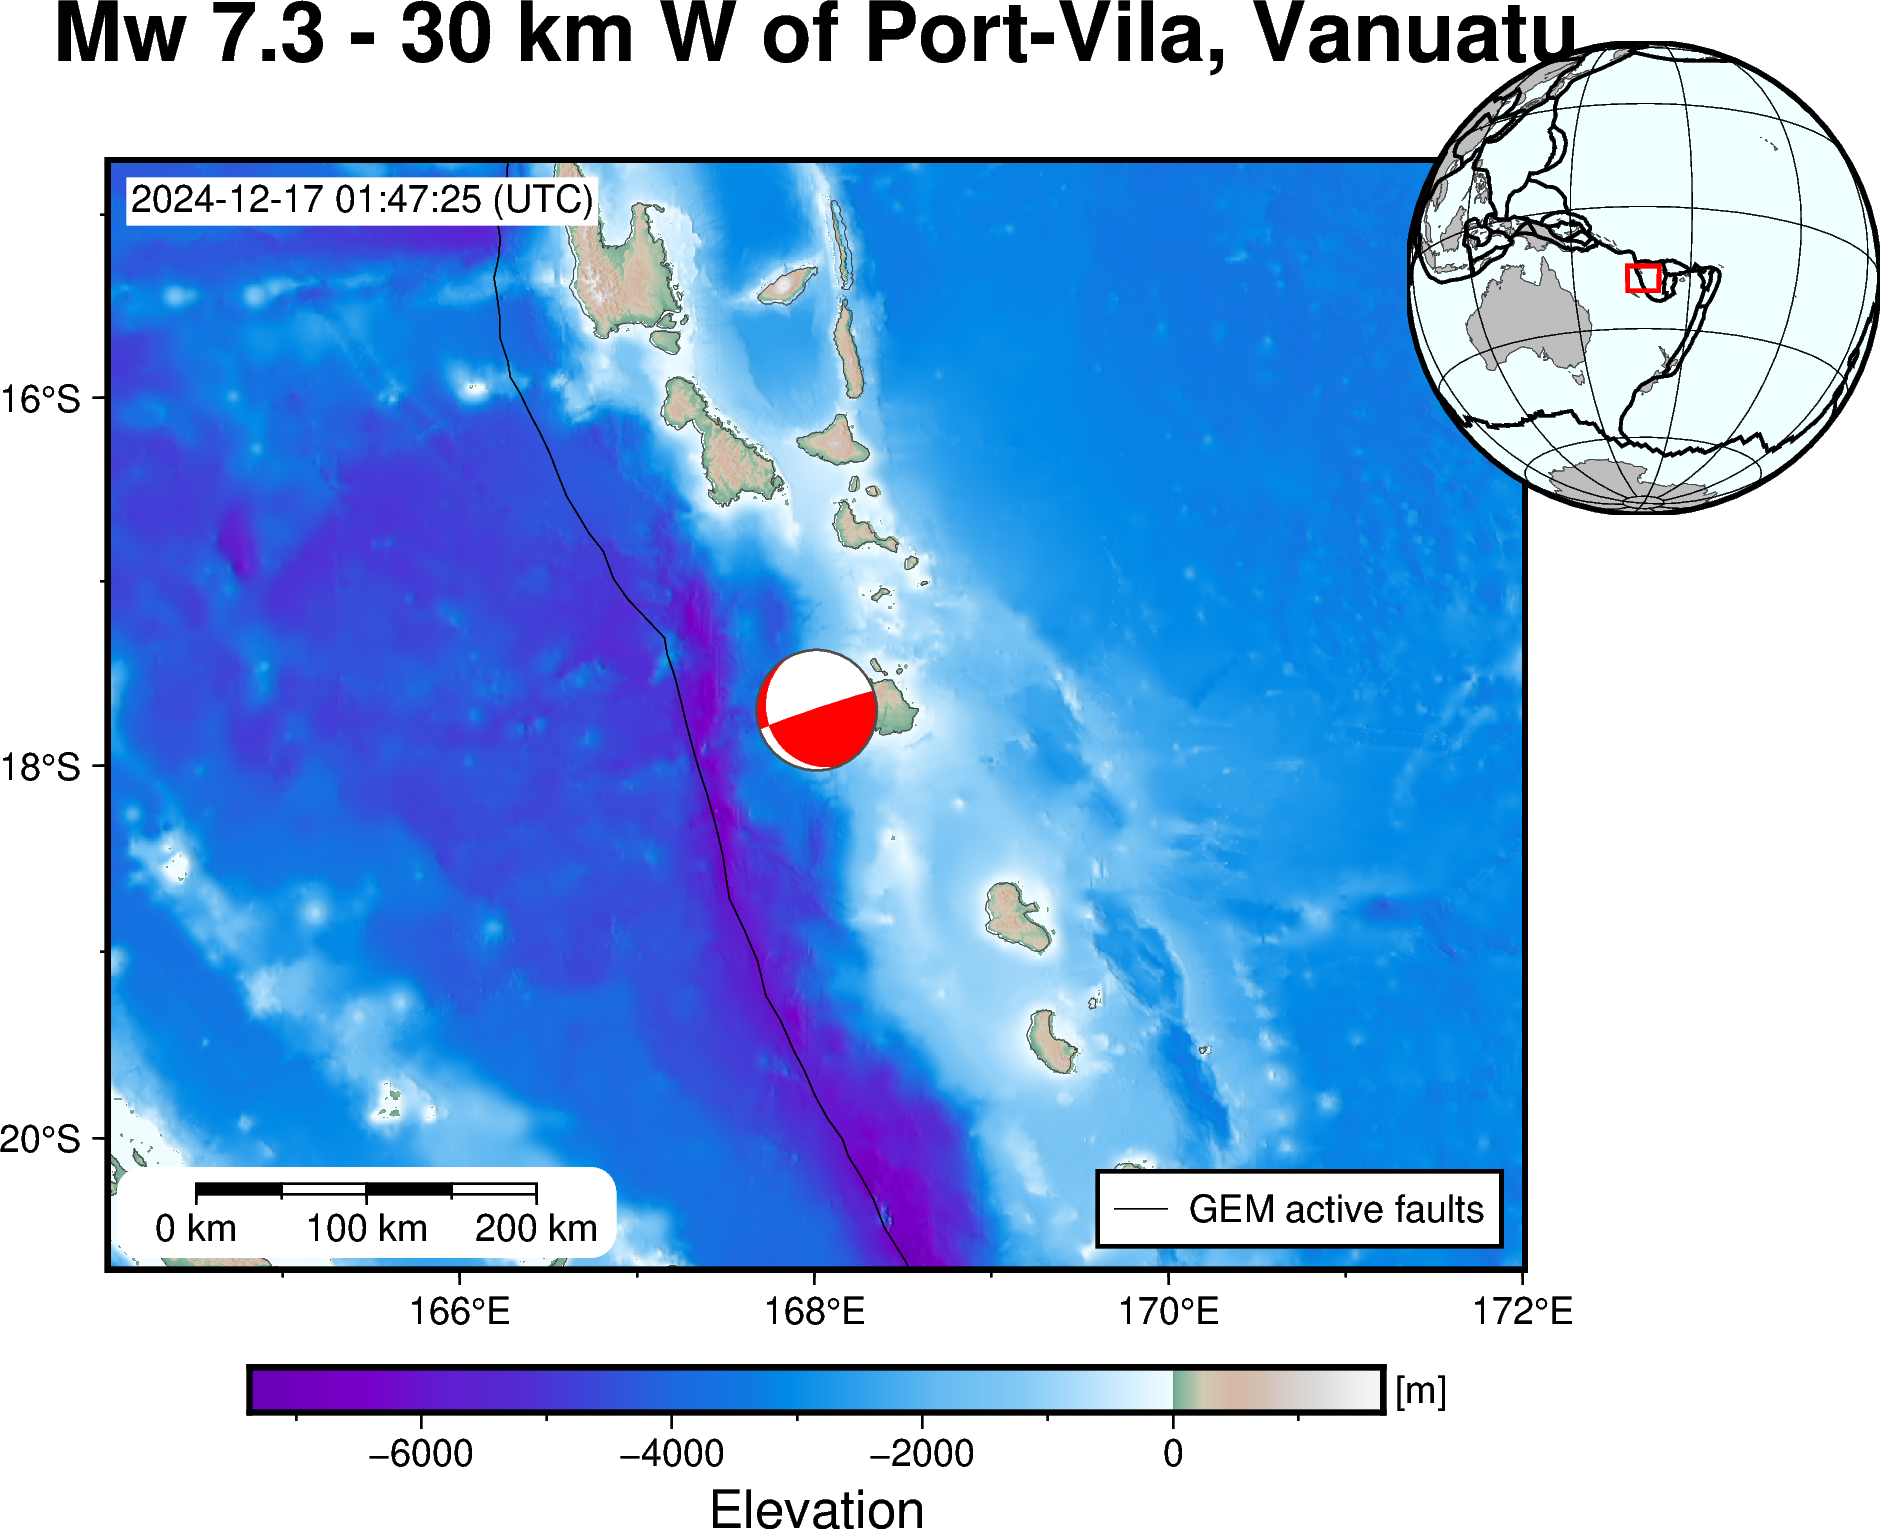 Mw 7.3 - 30 km W of Port-Vila, Vanuatu
2024-12-17 01:47:25 (UTC)
16°S
18°S
20°S
0 km 100 km 200 km
GEM active faults
166°E 168°E 170°E 172°E
[m]
−6000 −4000 −2000 0
Elevation